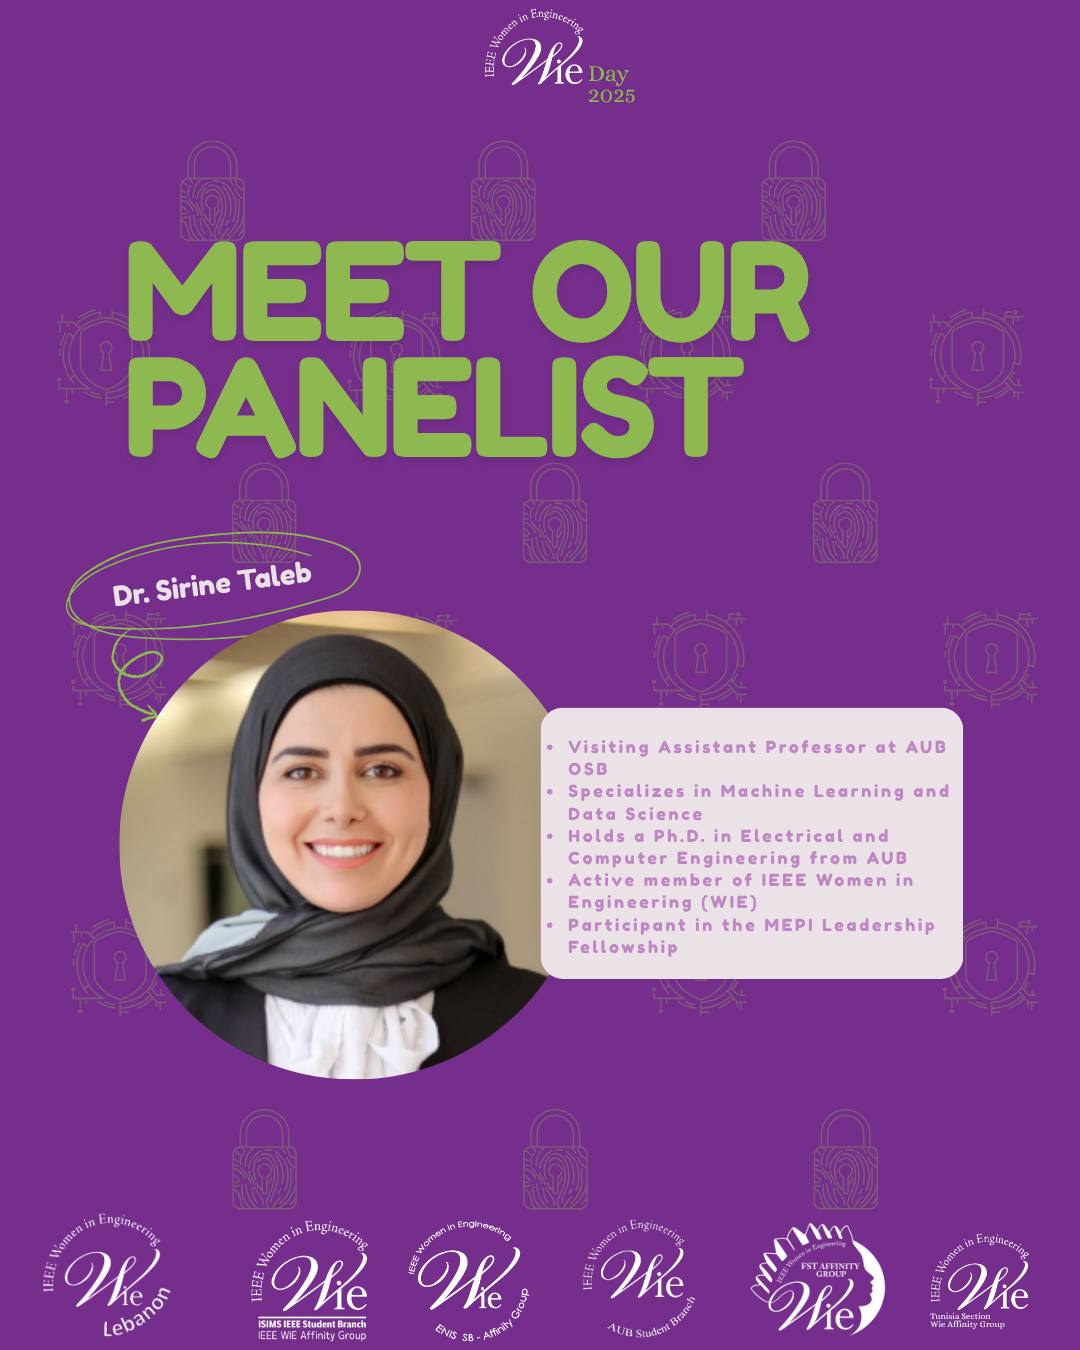 IEEE Women in Engineering
Wie Day
2025
MEET OUR
PANELIST
Dr. Sirine Taleb
• Visiting Assistant Professor at AUB
OSB
• Specializes in Machine Learning and
Data Science
• Holds a Ph.D. in Electrical and
Computer Engineering from AUB
• Active member of IEEE Women in
Engineering (WIE)
• Participant in the MEPI Leadership
Fellowship
IEEE Women in Engineering
Wie
Lebanon
IEEE Women in Engineering
Wie
ISIMS IEEE Student Branch
IEEE WIE Affinity Group
IEEE Women in Engineering
Wie
ENIS SB - Affinity Group
IEEE Women in Engineering
Wie
AUB Student Branch
IEEE Women in Engineering
FST AFFINITY
GROUP
Wie
IEEE Women in Engineering
Wie
Tunisia Section
Wie Affinity Group